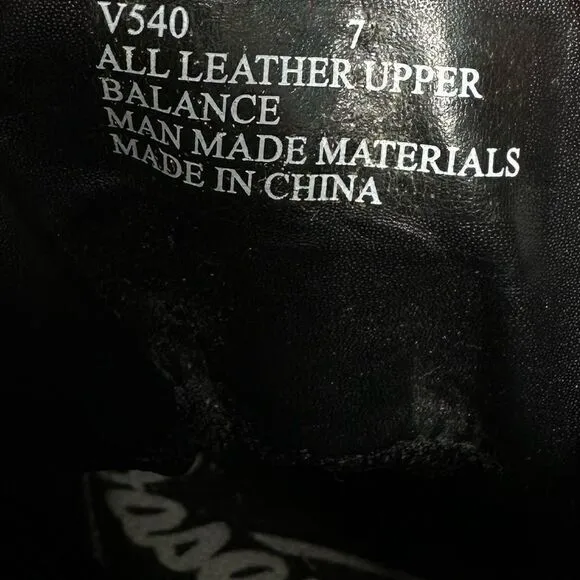 V540 7
ALL LEATHER UPPER
BALANCE
MAN MADE MATERIALS
MADE IN CHINA